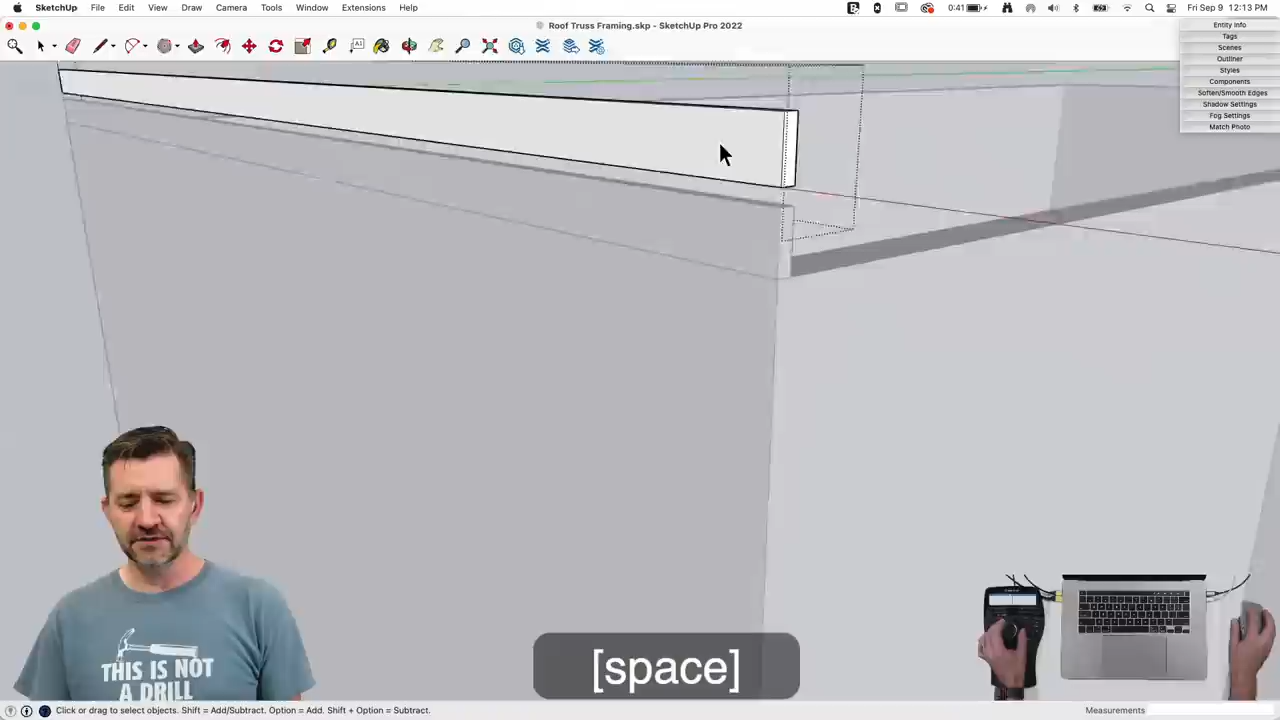 SketchUp File Edit View Draw Camera Tools Window Extensions Help 0:41 Fri Sep 9 12:13 PM
Roof Truss Framing.skp - SketchUp Pro 2022
Entity Info
Tags
Scenes
Outliner
Styles
Components
Soften/Smooth Edges
Shadow Settings
Fog Settings
Match Photo
THIS IS NOT
A DRILL
[space]
Click or drag to select objects. Shift = Add/Subtract. Option = Add. Shift + Option = Subtract. Measurements